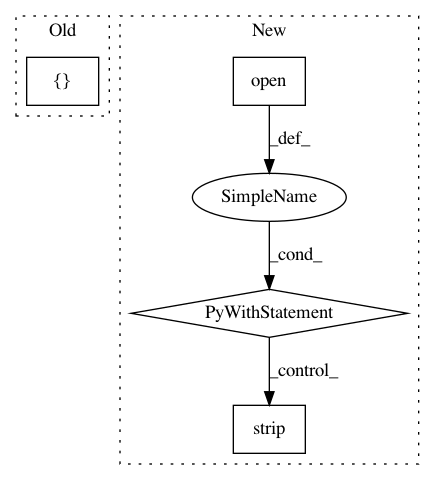 Old
New
{}
open
_def_
SimpleName
_cond_
PyWithStatement
_control_
strip